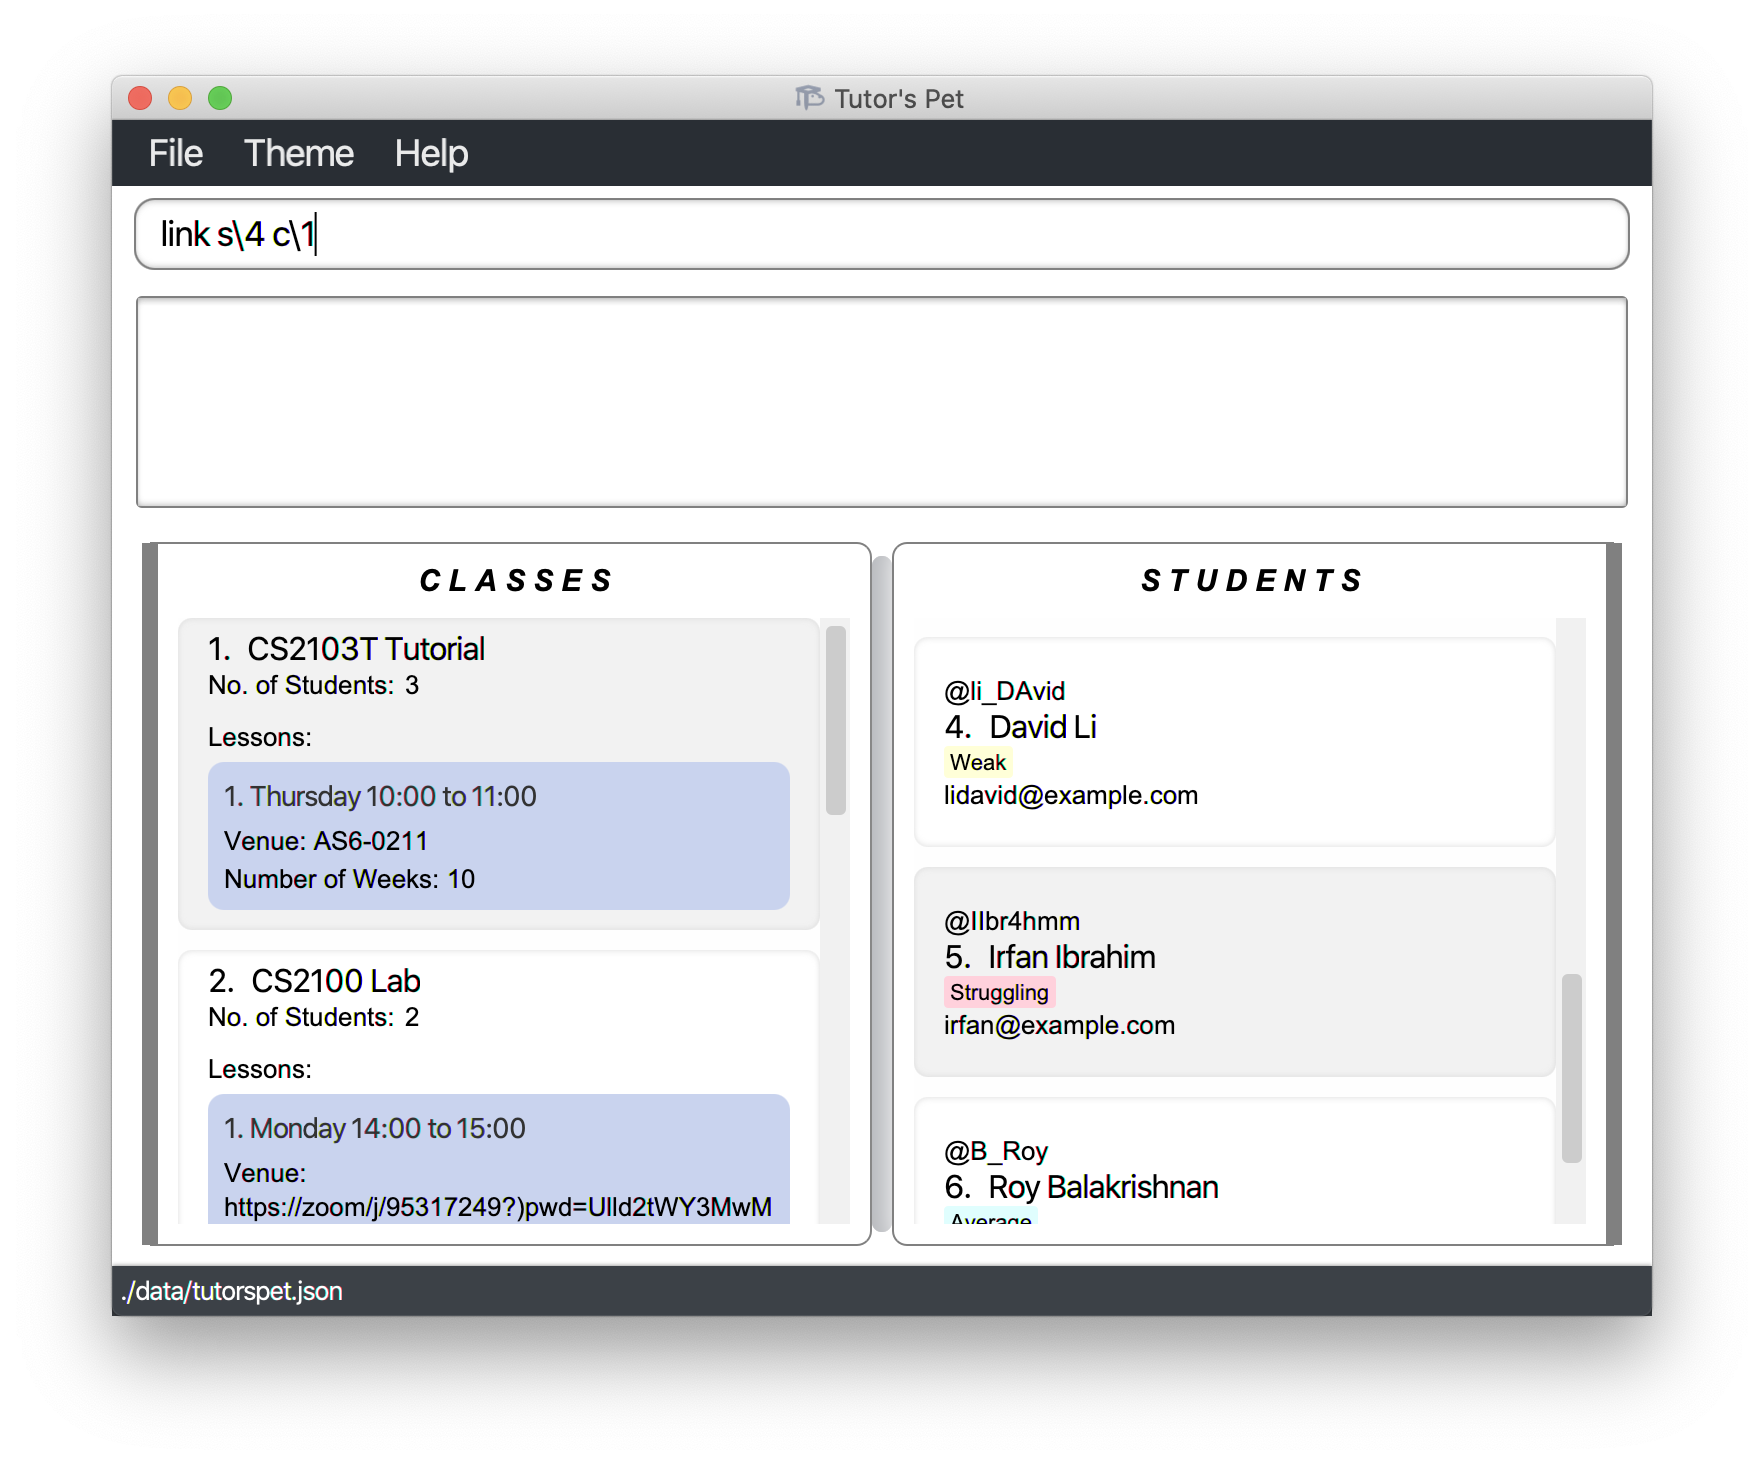 Tutor's Pet
File Theme Help
link s\4 c\1
CLASSES
1. CS2103T Tutorial
No. of Students: 3
Lessons:
1. Thursday 10:00 to 11:00
Venue: AS6-0211
Number of Weeks: 10
2. CS2100 Lab
No. of Students: 2
Lessons:
1. Monday 14:00 to 15:00
Venue:
https://zoom/j/95317249?)pwd=Ulld2tWY3MwM
STUDENTS
@li_DAvid
4. David Li
Weak
lidavid@example.com
@IIbr4hmm
5. Irfan Ibrahim
Struggling
irfan@example.com
@B_Roy
6. Roy Balakrishnan
Average
./data/tutorspet.json